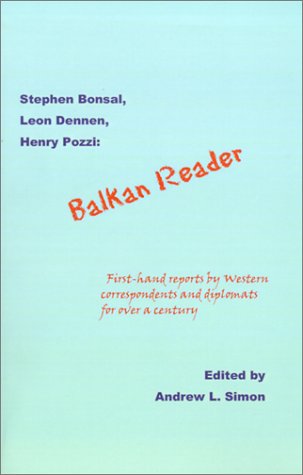 Stephen Bonsal,
Leon Dennen,
Henry Pozzi:
Balkan Reader
First-hand reports by Western
correspondents and diplomats
for over a century
Edited by
Andrew L. Simon